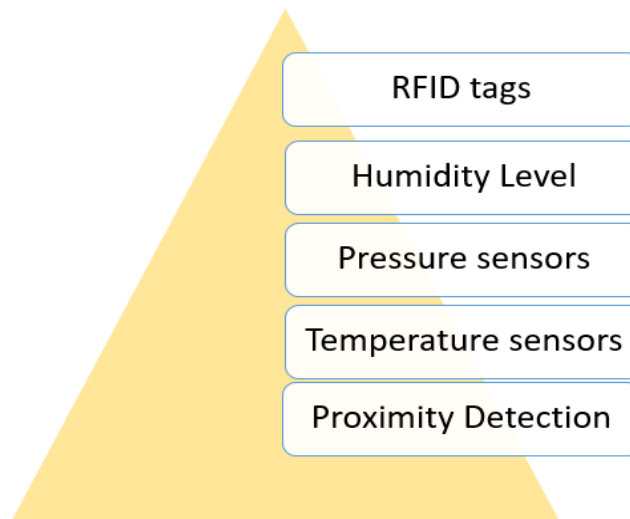 RFID tags
Humidity Level
Pressure sensors
Temperature sensors
Proximity Detection